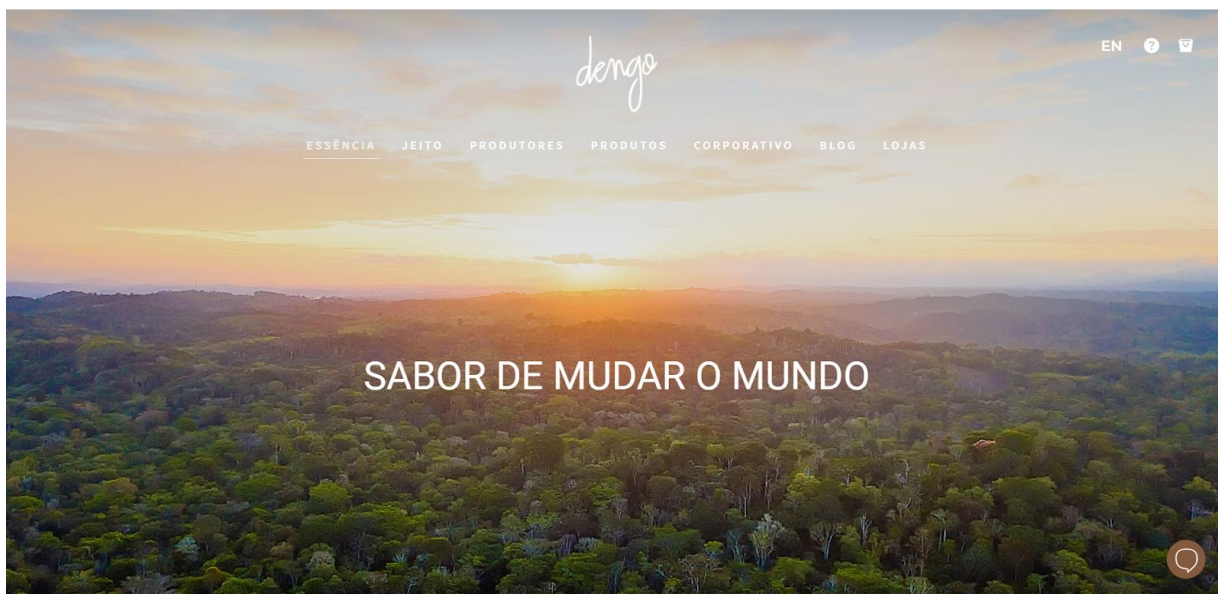 dengo
EN
ESSÊNCIA JEITO PRODUTORES PRODUTOS CORPORATIVO BLOG LOJAS
SABOR DE MUDAR O MUNDO